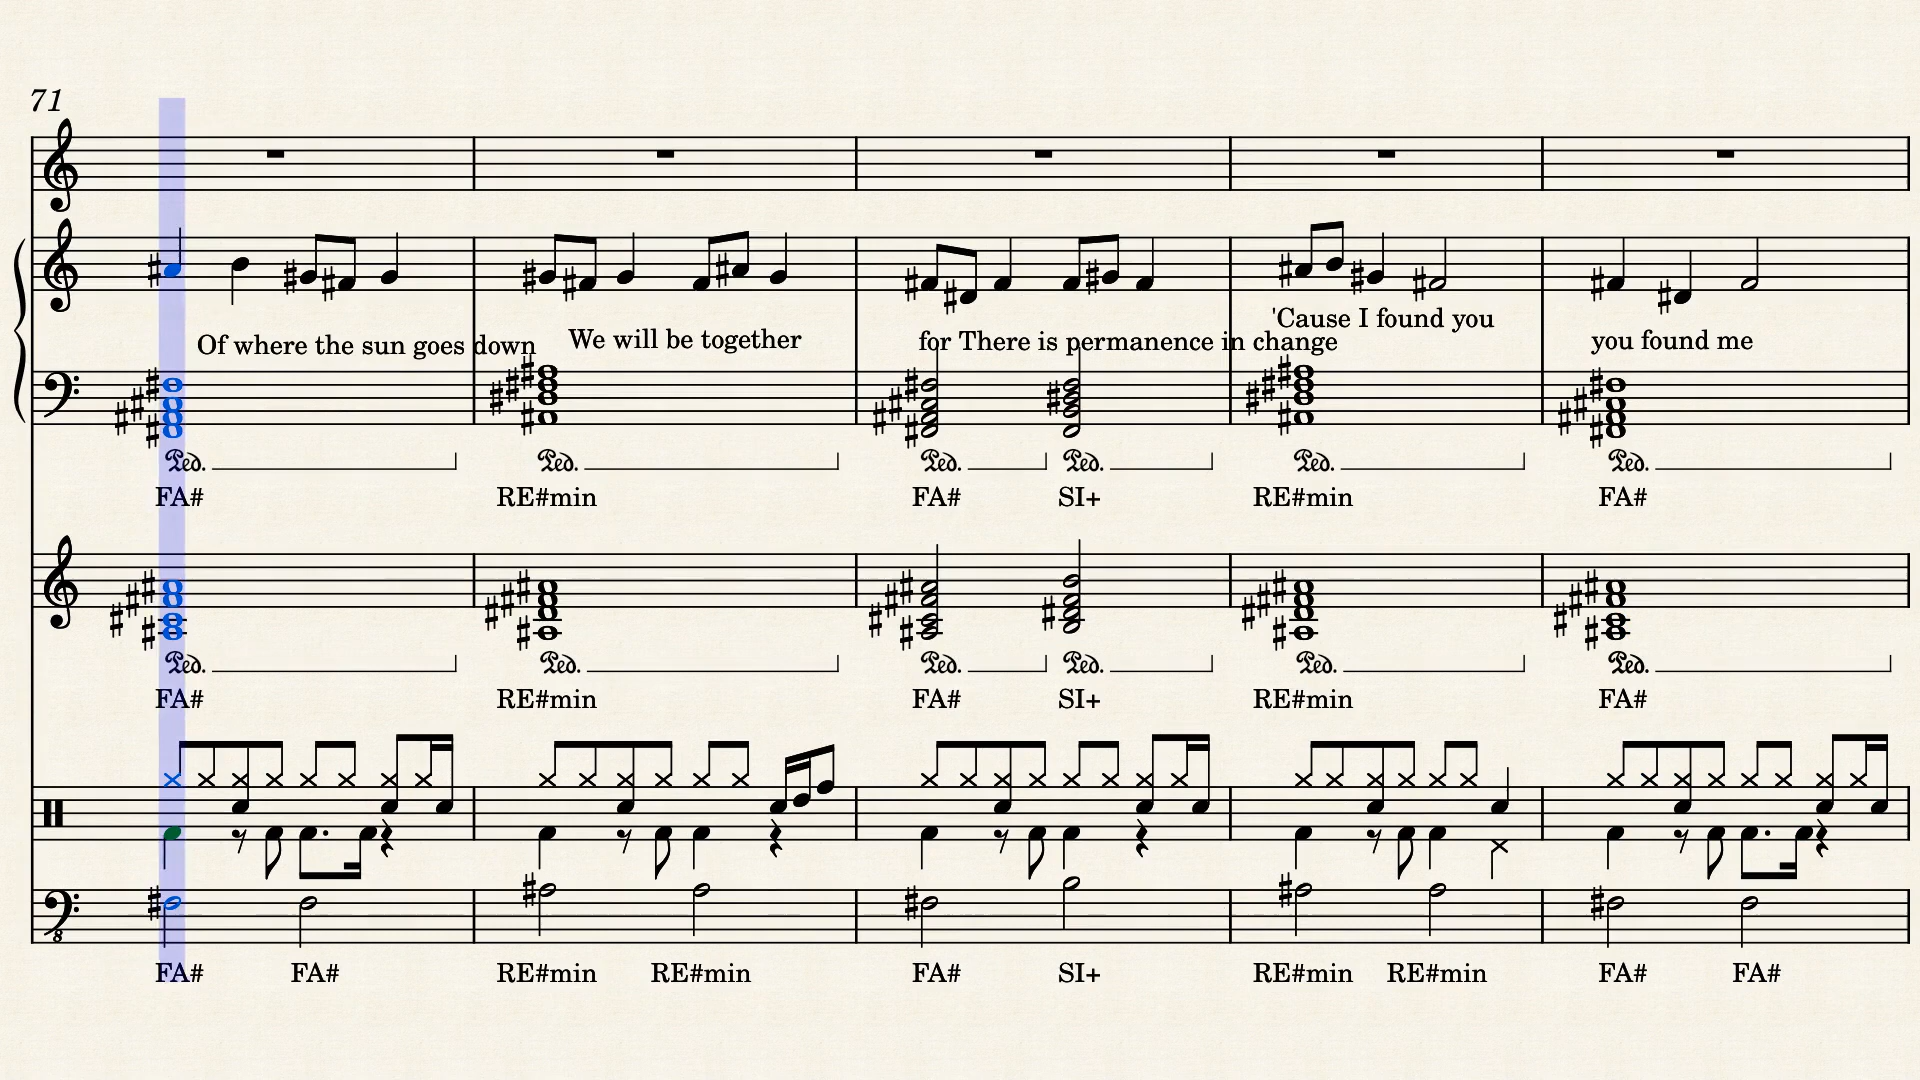 71
'Cause I found you
Of where the sun goes down We will be together for There is permanence in change you found me
Ped. Ped. Ped. Ped. Ped. Ped.
FA# RE#min FA# SI+ RE#min FA#
Ped. Ped. Ped. Ped. Ped. Ped.
FA# RE#min FA# SI+ RE#min FA#
8
FA# FA# RE#min RE#min FA# SI+ RE#min RE#min FA# FA#